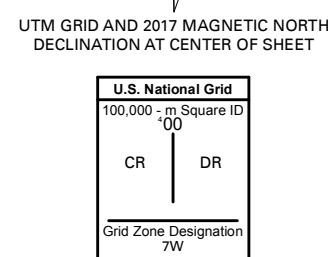 UTM GRID AND 2017 MAGNETIC NORTH
DECLINATION AT CENTER OF SHEET
U.S. National Grid
100,000 - m Square ID
⁴00
CR DR
Grid Zone Designation
7W